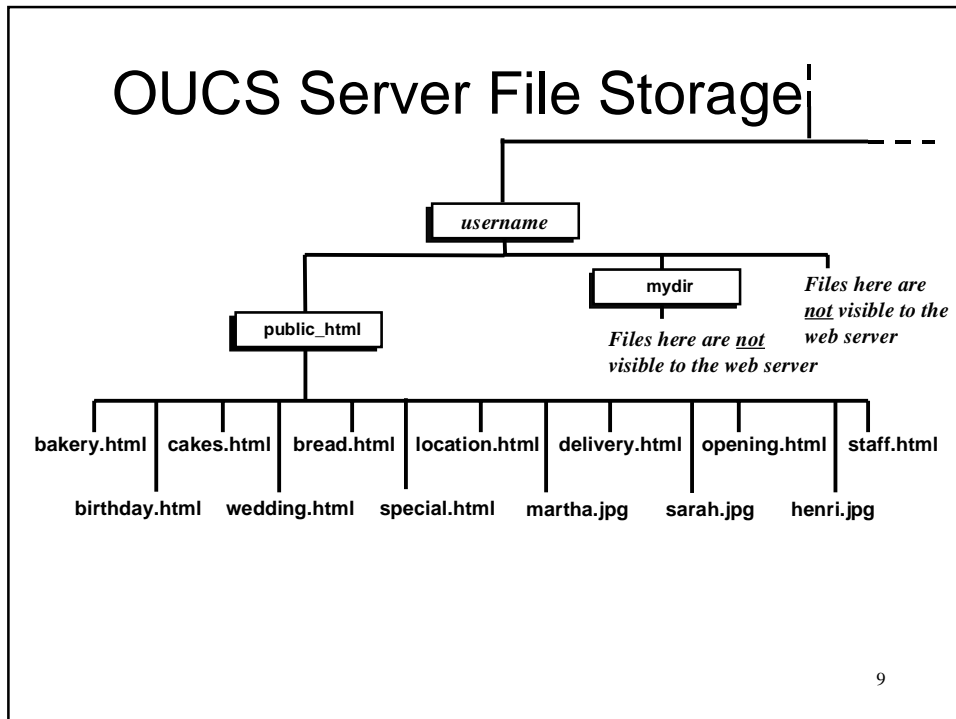 OUCS Server File Storage
username
mydir
Files here are
not visible to the
web server
public_html
Files here are not
visible to the web server
bakery.html cakes.html bread.html location.html delivery.html opening.html staff.html
birthday.html wedding.html special.html martha.jpg sarah.jpg henri.jpg
9